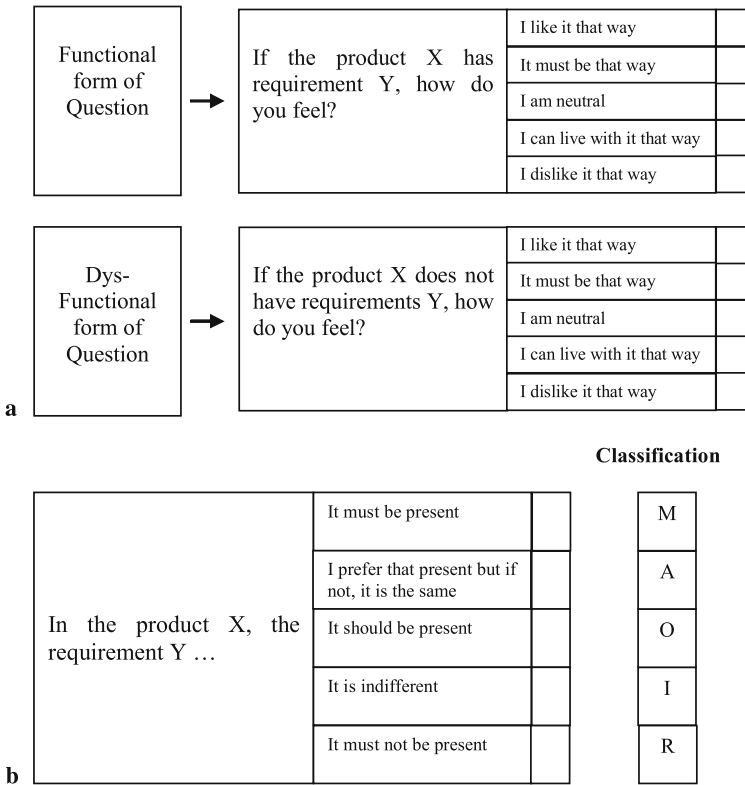 Functional
form of
Question
If the product X has
requirement Y, how do
you feel?
I like it that way
It must be that way
I am neutral
I can live with it that way
I dislike it that way
Dys-
Functional
form of
Question
If the product X does not
have requirements Y, how
do you feel?
I like it that way
It must be that way
I am neutral
I can live with it that way
I dislike it that way
a
Classification
In the product X, the
requirement Y …
It must be present
I prefer that present but if
not, it is the same
It should be present
It is indifferent
It must not be present
M
A
O
I
R
b